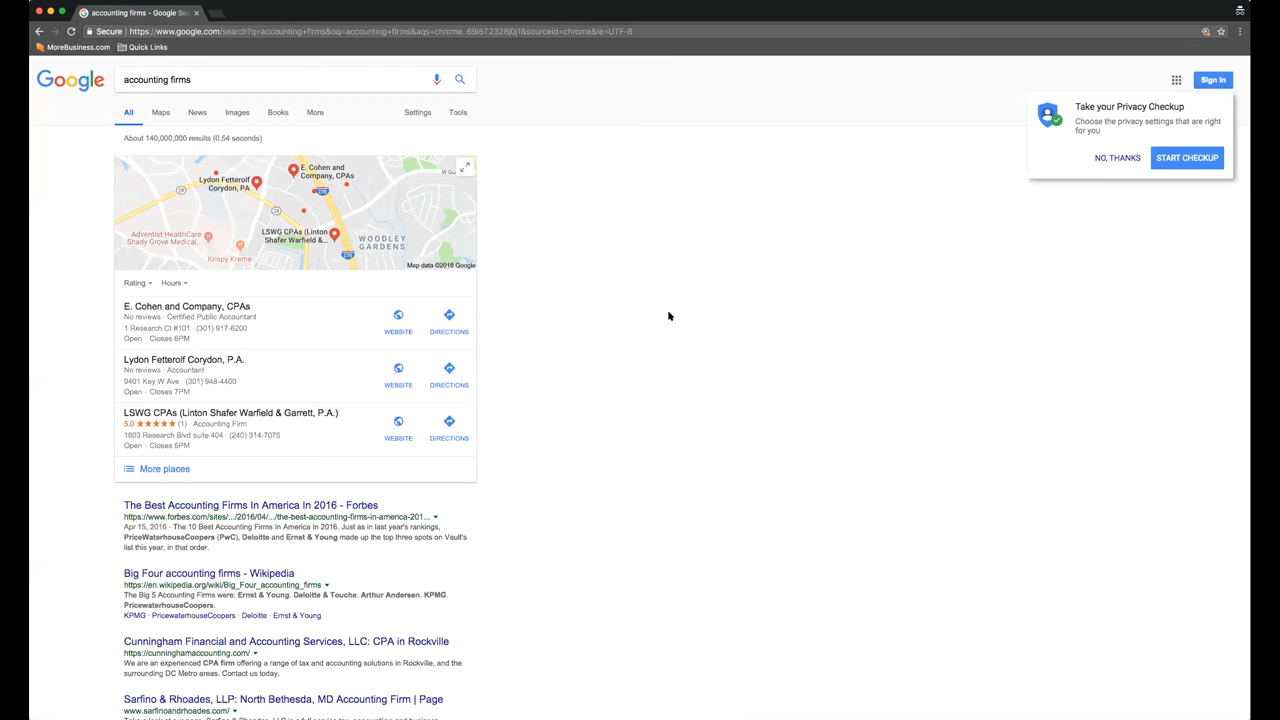 accounting firms - Google Se
Secure
https://www.google.com/search?q=accounting+firms&oq=accounting+firms&aqs=chrome..69i57.2328j0j1&sourceid=chrome&ie=UTF-8
MoreBusiness.com
Quick Links
Google
accounting firms
Sign in
All
Maps
News
Images
Books
More
Settings
Tools
Take your Privacy Checkup
Choose the privacy settings that are right
for you
NO, THANKS
START CHECKUP
About 140,000,000 results (0.54 seconds)
E. Cohen and
Company, CPAs
Lydon Fetterolf
Corydon, PA
28
270
28
LSWG CPAs (Linton
Shafer Warfield &...
WOODLEY
GARDENS
Adventist HealthCare
Shady Grove Medical...
Krispy Kreme
270
Map data ©2018 Google
Rating
Hours
E. Cohen and Company, CPAs
No reviews · Certified Public Accountant
1 Research Ct #101 · (301) 917-6200
Open · Closes 6PM
WEBSITE
DIRECTIONS
Lydon Fetterolf Corydon, P.A.
No reviews · Accountant
9401 Key W Ave · (301) 948-4400
Open · Closes 7PM
WEBSITE
DIRECTIONS
LSWG CPAs (Linton Shafer Warfield & Garrett, P.A.)
5.0 ★★★★★ (1) · Accounting Firm
1803 Research Blvd suite 404 · (240) 314-7075
Open · Closes 5PM
WEBSITE
DIRECTIONS
More places
The Best Accounting Firms In America In 2016 - Forbes
https://www.forbes.com/sites/.../2016/04/.../the-best-accounting-firms-in-america-201...
Apr 15, 2016 - The 10 Best Accounting Firms In America In 2016. Just as in last year's rankings,
PriceWaterhouseCoopers (PwC), Deloitte and Ernst & Young made up the top three spots on Vault's
list this year, in that order.
Big Four accounting firms - Wikipedia
https://en.wikipedia.org/wiki/Big_Four_accounting_firms
The Big 5 Accounting Firms were: Ernst & Young. Deloitte & Touche. Arthur Andersen. KPMG.
PricewaterhouseCoopers.
KPMG · PricewaterhouseCoopers · Deloitte · Ernst & Young
Cunningham Financial and Accounting Services, LLC: CPA in Rockville
https://cunninghamaccounting.com/
We are an experienced CPA firm offering a range of tax and accounting solutions in Rockville, and the
surrounding DC Metro areas. Contact us today.
Sarfino & Rhoades, LLP: North Bethesda, MD Accounting Firm | Page
www.sarfinoandrhoades.com/